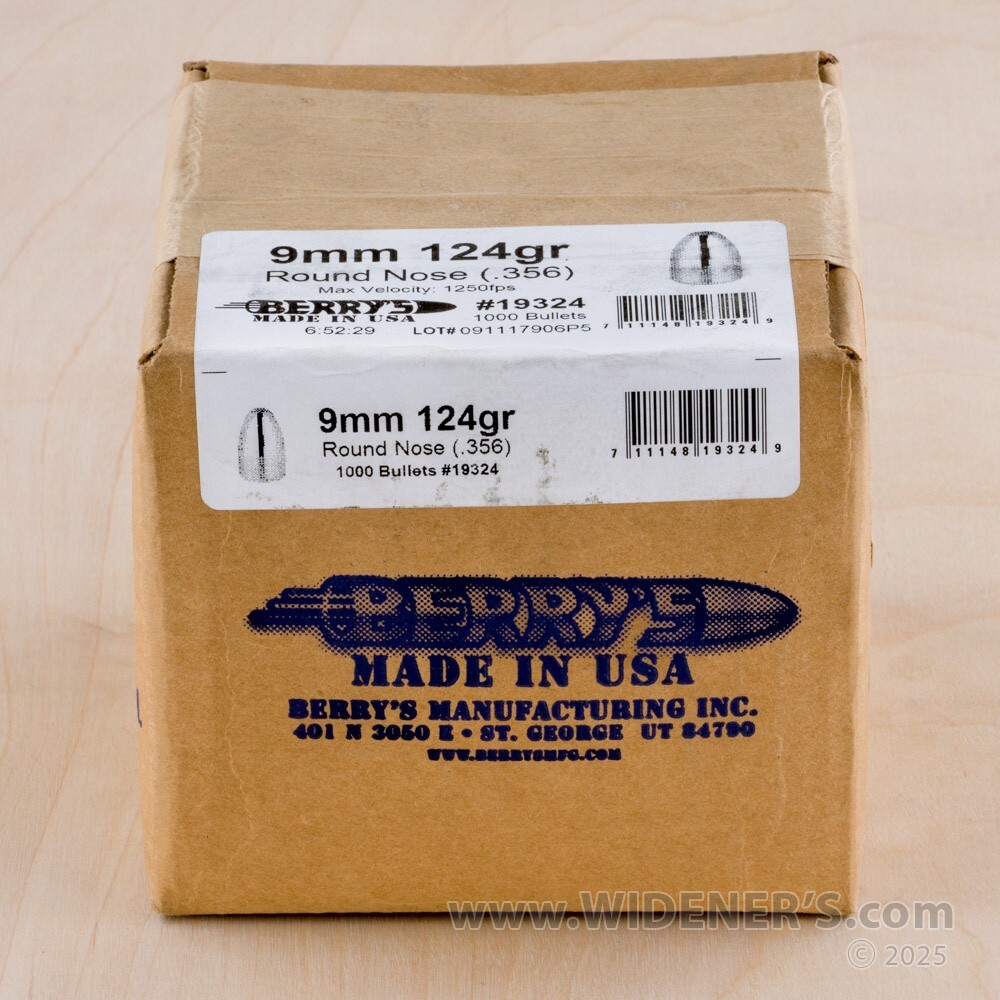 9mm 124gr
Round Nose (.356)
Max Velocity: 1250fps
BERRY'S #19324
MADE IN USA 1000 Bullets
6:52:29 LOT# 091117906P5
7 11148 19324 9
9mm 124gr
Round Nose (.356)
1000 Bullets #19324
7 11148 19324 9
BERRY'S
MADE IN USA
BERRY'S MANUFACTURING INC.
401 N 3050 E • ST. GEORGE UT 84790
WWW.BERRYSMFG.COM
www.WIDENER'S.com
© 2025